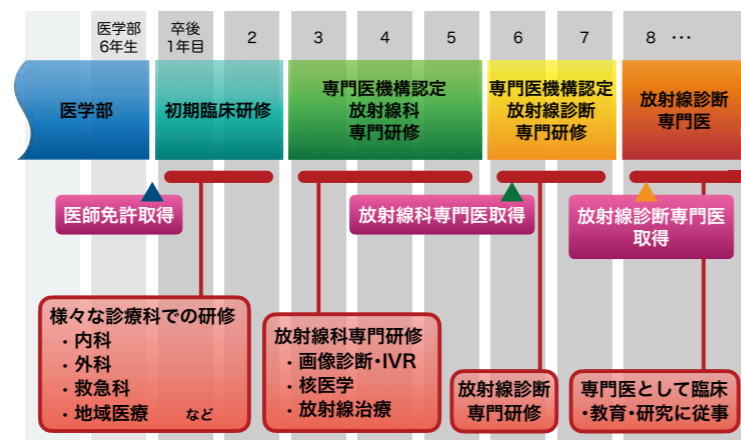 医学部
6年生
卒後
1年目
2
3
4
5
6
7
8 …
医学部
初期臨床研修
専門医機構認定
放射線科
専門研修
専門医機構認定
放射線診断
専門研修
放射線診断
専門医
医師免許取得
放射線科専門医取得
放射線診断専門医
取得
様々な診療科での研修
・内科
・外科
・救急科
・地域医療 など
放射線科専門研修
・画像診断・IVR
・核医学
・放射線治療
放射線診断
専門研修
専門医として臨床
・教育・研究に従事